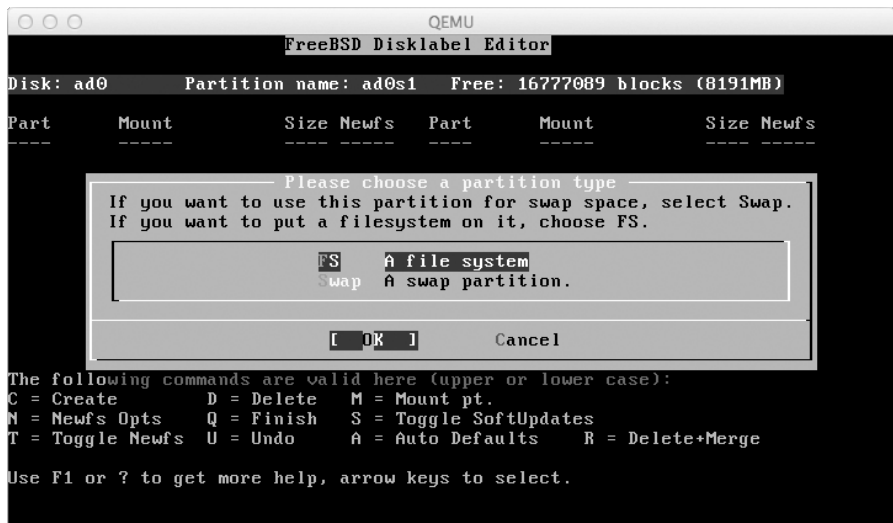 QEMU
FreeBSD Disklabel Editor
Disk: ad0 Partition name: ad0s1 Free: 16777089 blocks (8191MB)
Part Mount Size Newfs Part Mount Size Newfs
---- ----- ---- ----- ---- ----- ---- -----
Please choose a partition type
If you want to use this partition for swap space, select Swap.
If you want to put a filesystem on it, choose FS.
FS A file system
Swap A swap partition.
[ OK ] Cancel
The following commands are valid here (upper or lower case):
C = Create D = Delete M = Mount pt.
N = Newfs Opts Q = Finish S = Toggle SoftUpdates
T = Toggle Newfs U = Undo A = Auto Defaults R = Delete+Merge
Use F1 or ? to get more help, arrow keys to select.